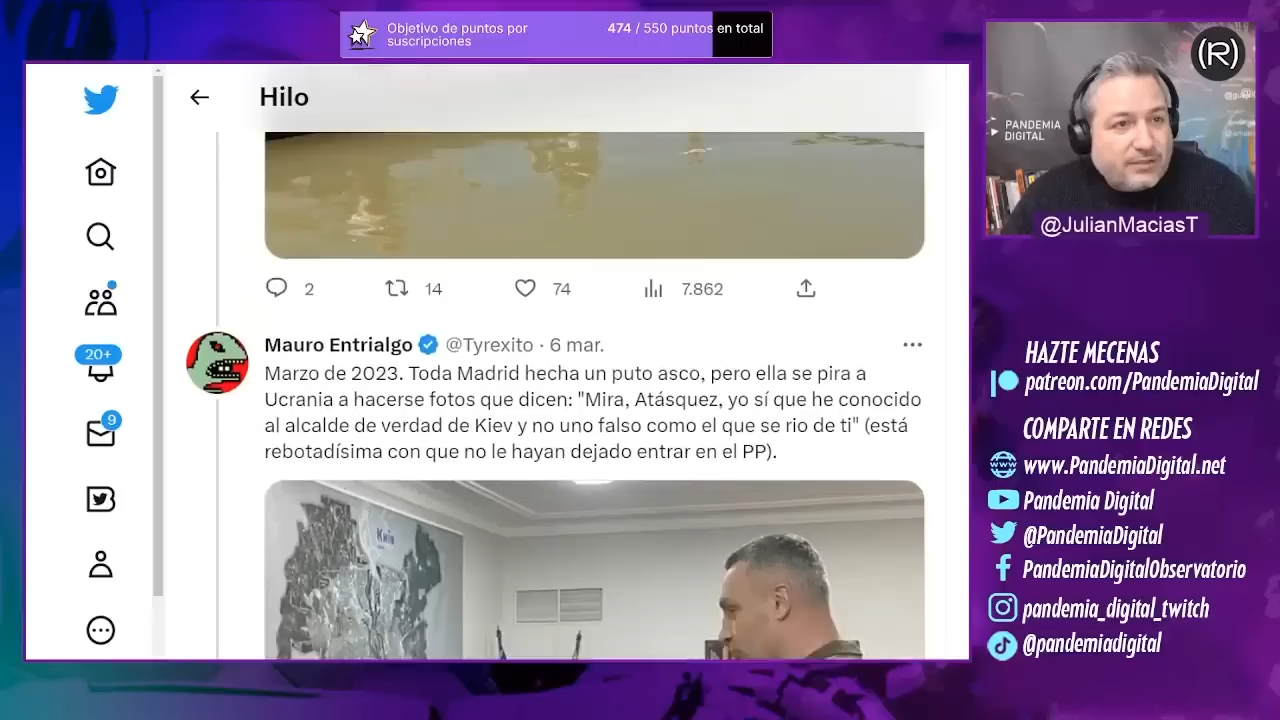 Objetivo de puntos por
suscripciones
474 / 550 puntos en total
Hilo
2
14
74
7.862
Mauro Entrialgo @Tyrexito · 6 mar.
Marzo de 2023. Toda Madrid hecha un puto asco, pero ella se pira a
Ucrania a hacerse fotos que dicen: "Mira, Atásquez, yo sí que he conocido
al alcalde de verdad de Kiev y no uno falso como el que se rio de ti" (está
rebotadísima con que no le hayan dejado entrar en el PP).
Київ
20+
9
(R)
PANDEMIA
DIGITAL
@JulianMaciasT
HAZTE MECENAS
patreon.com/PandemiaDigital
COMPARTE EN REDES
www.PandemiaDigital.net
Pandemia Digital
@PandemiaDigital
PandemiaDigitalObservatorio
pandemia_digital_twitch
@pandemiadigital